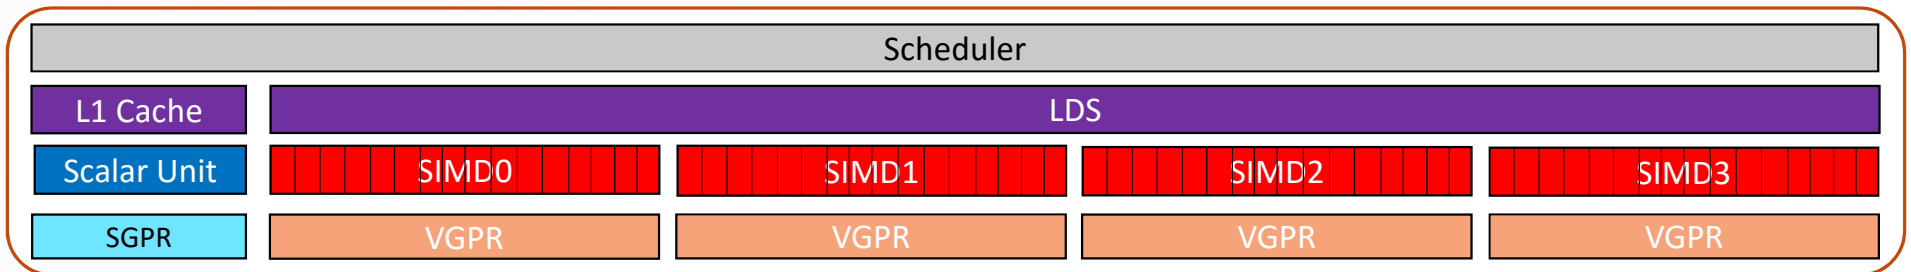 Scheduler
L1 Cache LDS
Scalar Unit SIMD0 SIMD1 SIMD2 SIMD3
SGPR VGPR VGPR VGPR VGPR